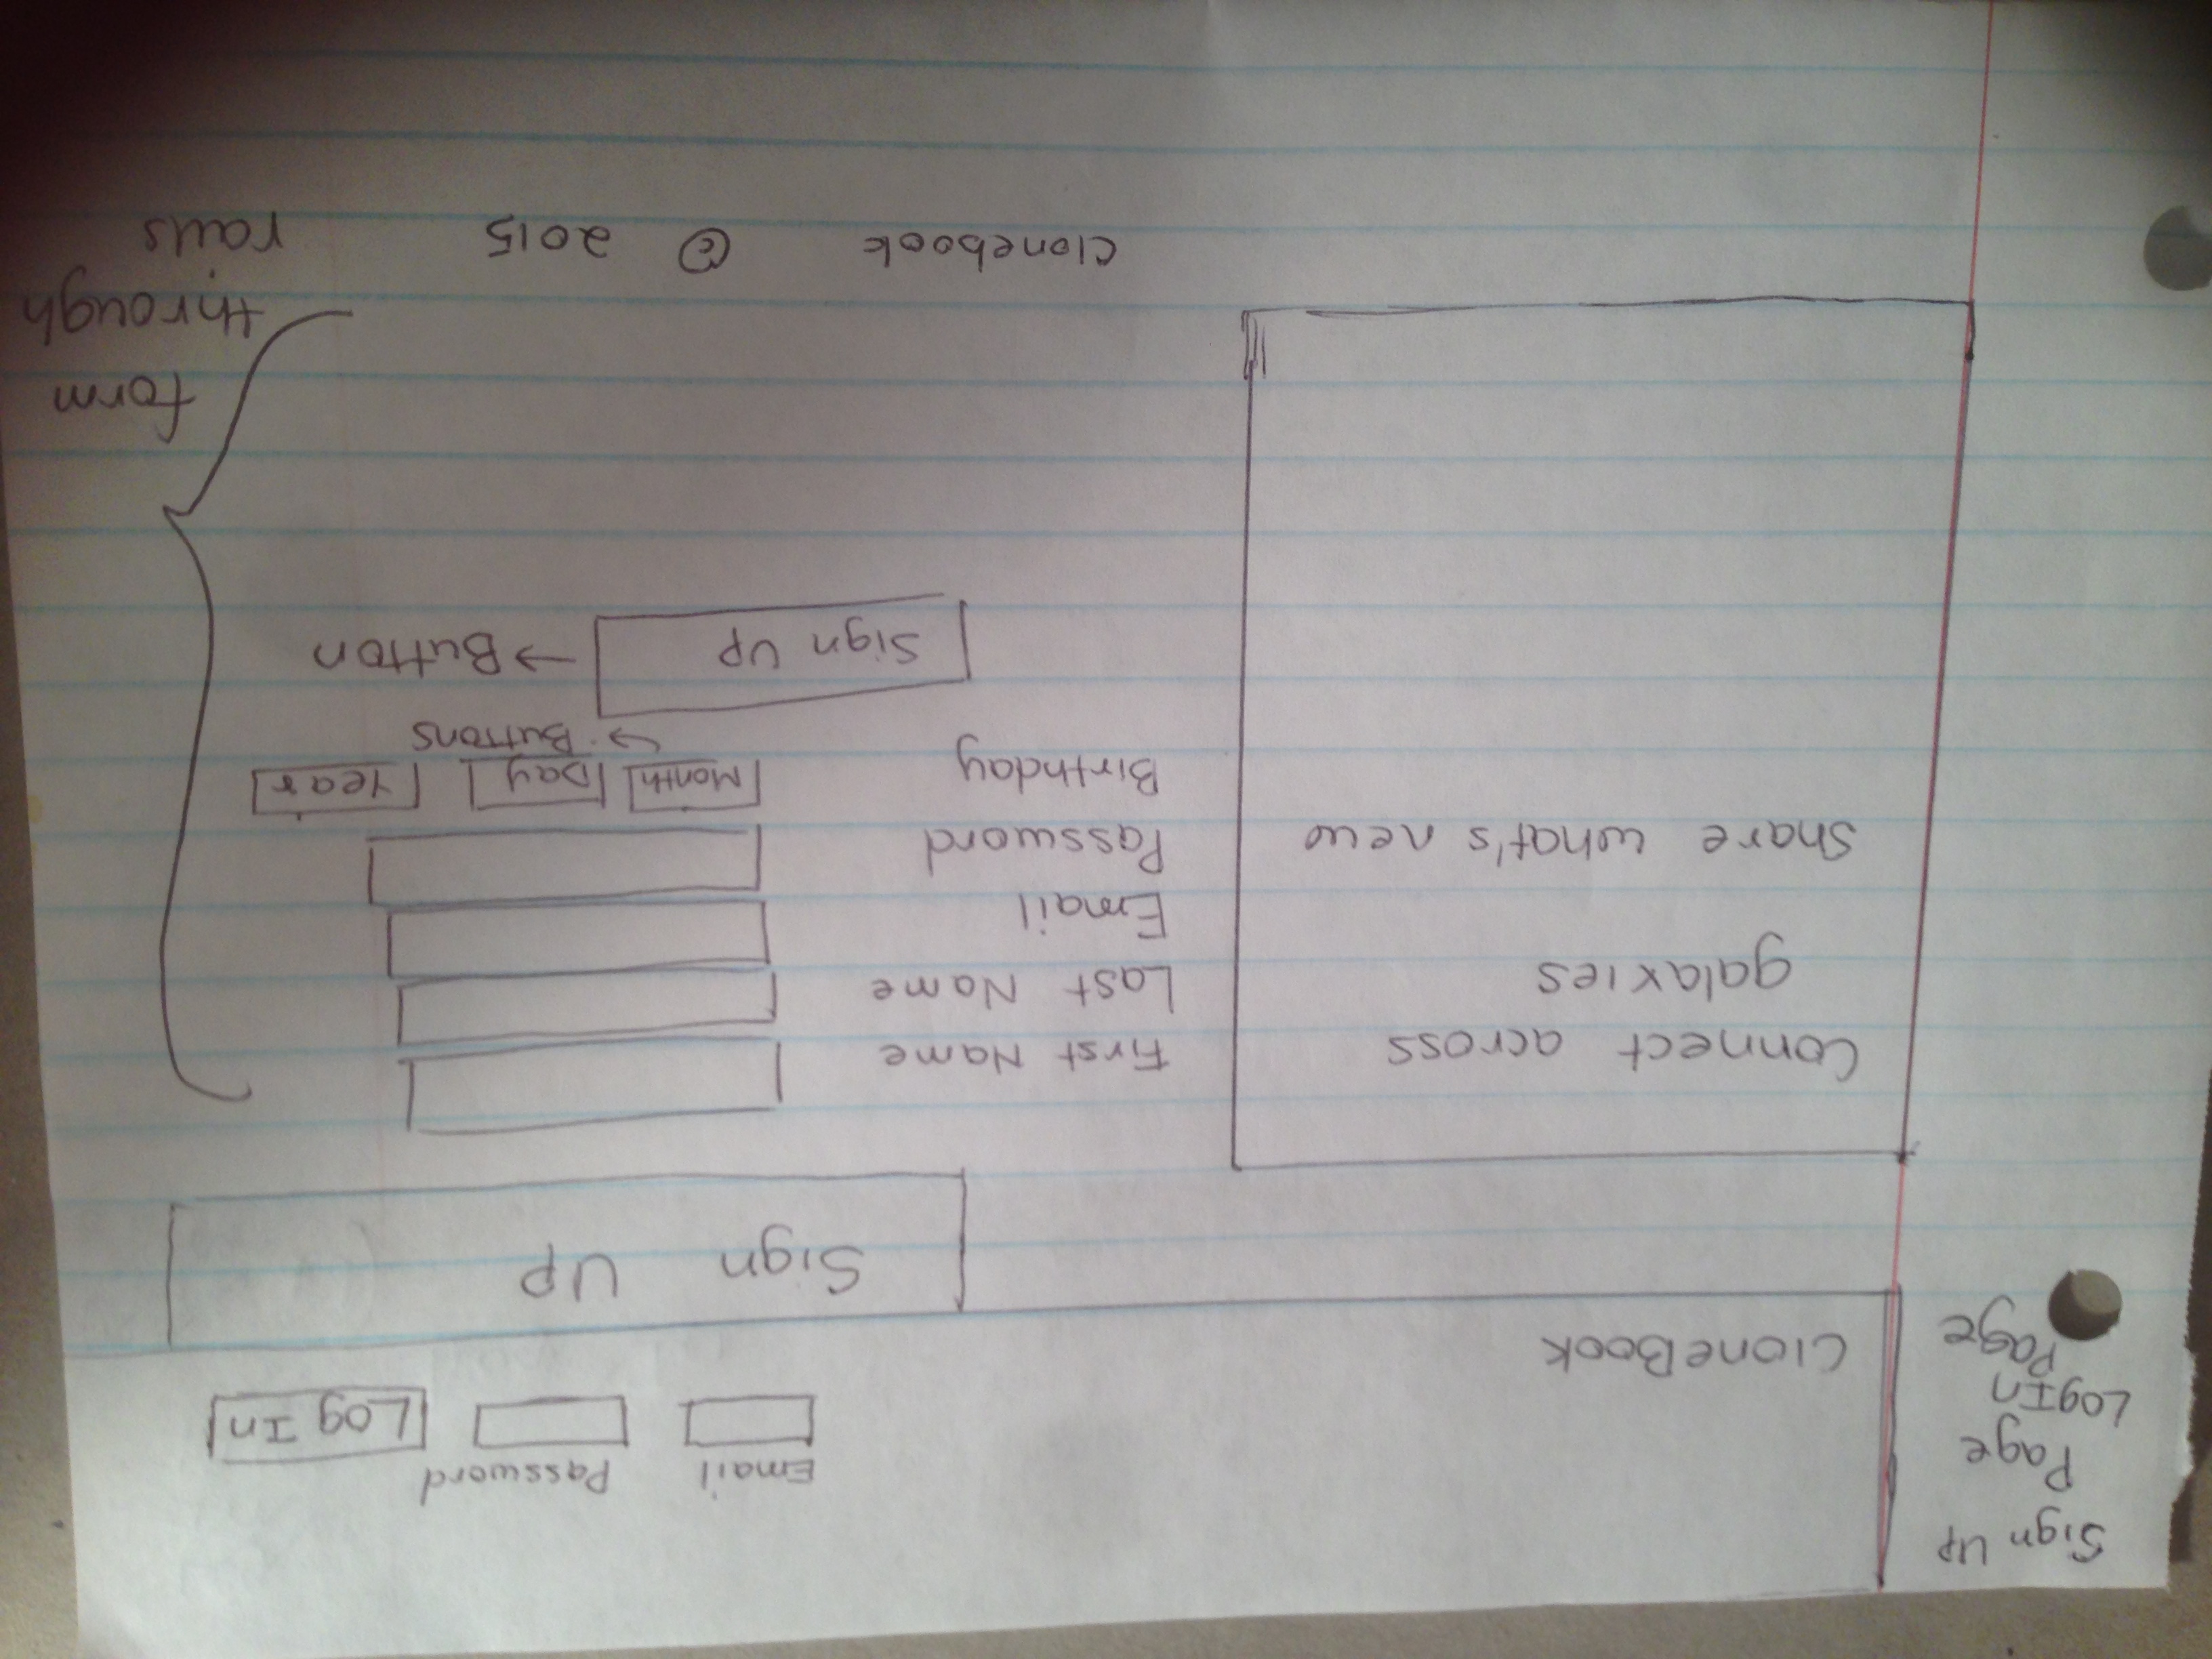 Sign Up
Page
LogIn
Page
CloneBook
Email Password
Log In
Sign Up
Connect across
galaxies
Share what's new
First Name
Last Name
Email
Password
Birthday Month Day Year
→ Buttons
Sign Up → Button
form
through
rails
Clonebook © 2015